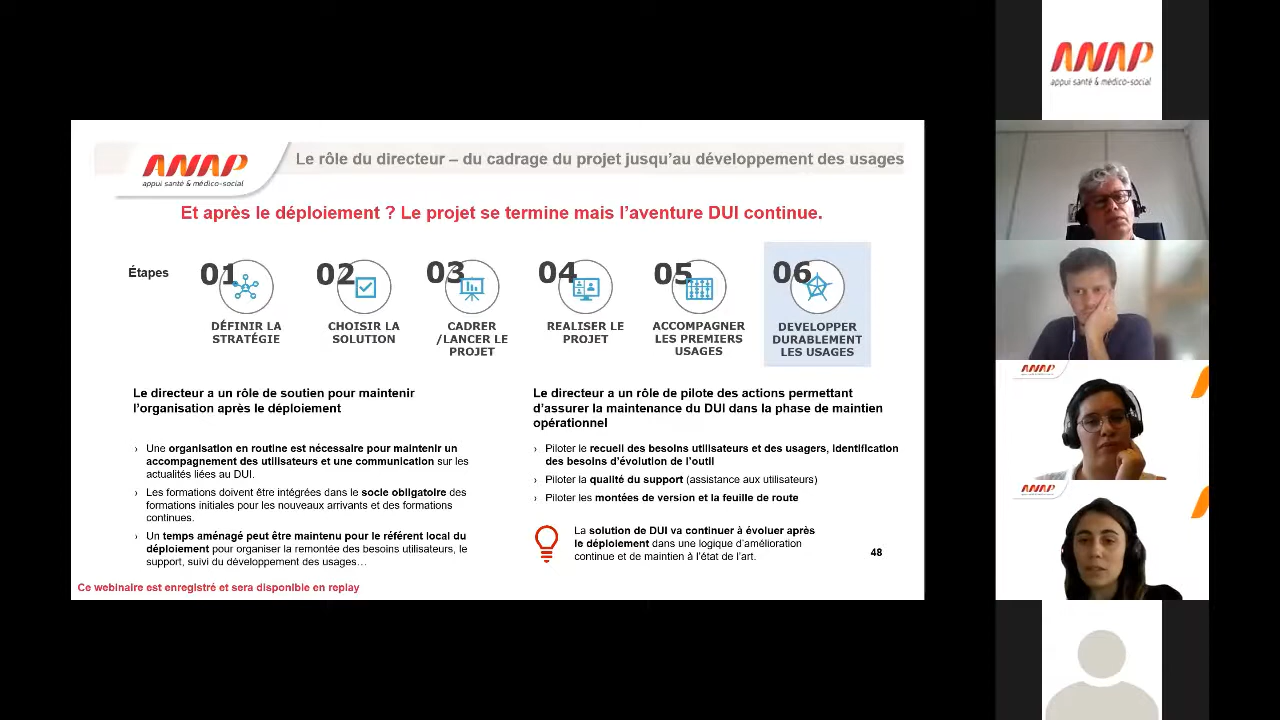 ANAP
appui santé & médico-social
Le rôle du directeur – du cadrage du projet jusqu'au développement des usages
Et après le déploiement ? Le projet se termine mais l'aventure DUI continue.
Étapes
01
02
03
04
05
06
DÉFINIR LA
STRATÉGIE
CHOISIR LA
SOLUTION
CADRER
/LANCER LE
PROJET
REALISER LE
PROJET
ACCOMPAGNER
LES PREMIERS
USAGES
DEVELOPPER
DURABLEMENT
LES USAGES
Le directeur a un rôle de soutien pour maintenir
l'organisation après le déploiement
› Une organisation en routine est nécessaire pour maintenir un
accompagnement des utilisateurs et une communication sur les
actualités liées au DUI.
› Les formations doivent être intégrées dans le socle obligatoire des
formations initiales pour les nouveaux arrivants et des formations
continues.
› Un temps aménagé peut être maintenu pour le référent local du
déploiement pour organiser la remontée des besoins utilisateurs, le
support, suivi du développement des usages…
Le directeur a un rôle de pilote des actions permettant
d'assurer la maintenance du DUI dans la phase de maintien
opérationnel
› Piloter le recueil des besoins utilisateurs et des usagers, identification
des besoins d'évolution de l'outil
› Piloter la qualité du support (assistance aux utilisateurs)
› Piloter les montées de version et la feuille de route
La solution de DUI va continuer à évoluer après
le déploiement dans une logique d'amélioration
continue et de maintien à l'état de l'art.
48
Ce webinaire est enregistré et sera disponible en replay
ANAP
appui santé & médico-social
ANAP
appui santé & médico-social
ANAP
appui santé & médico-social